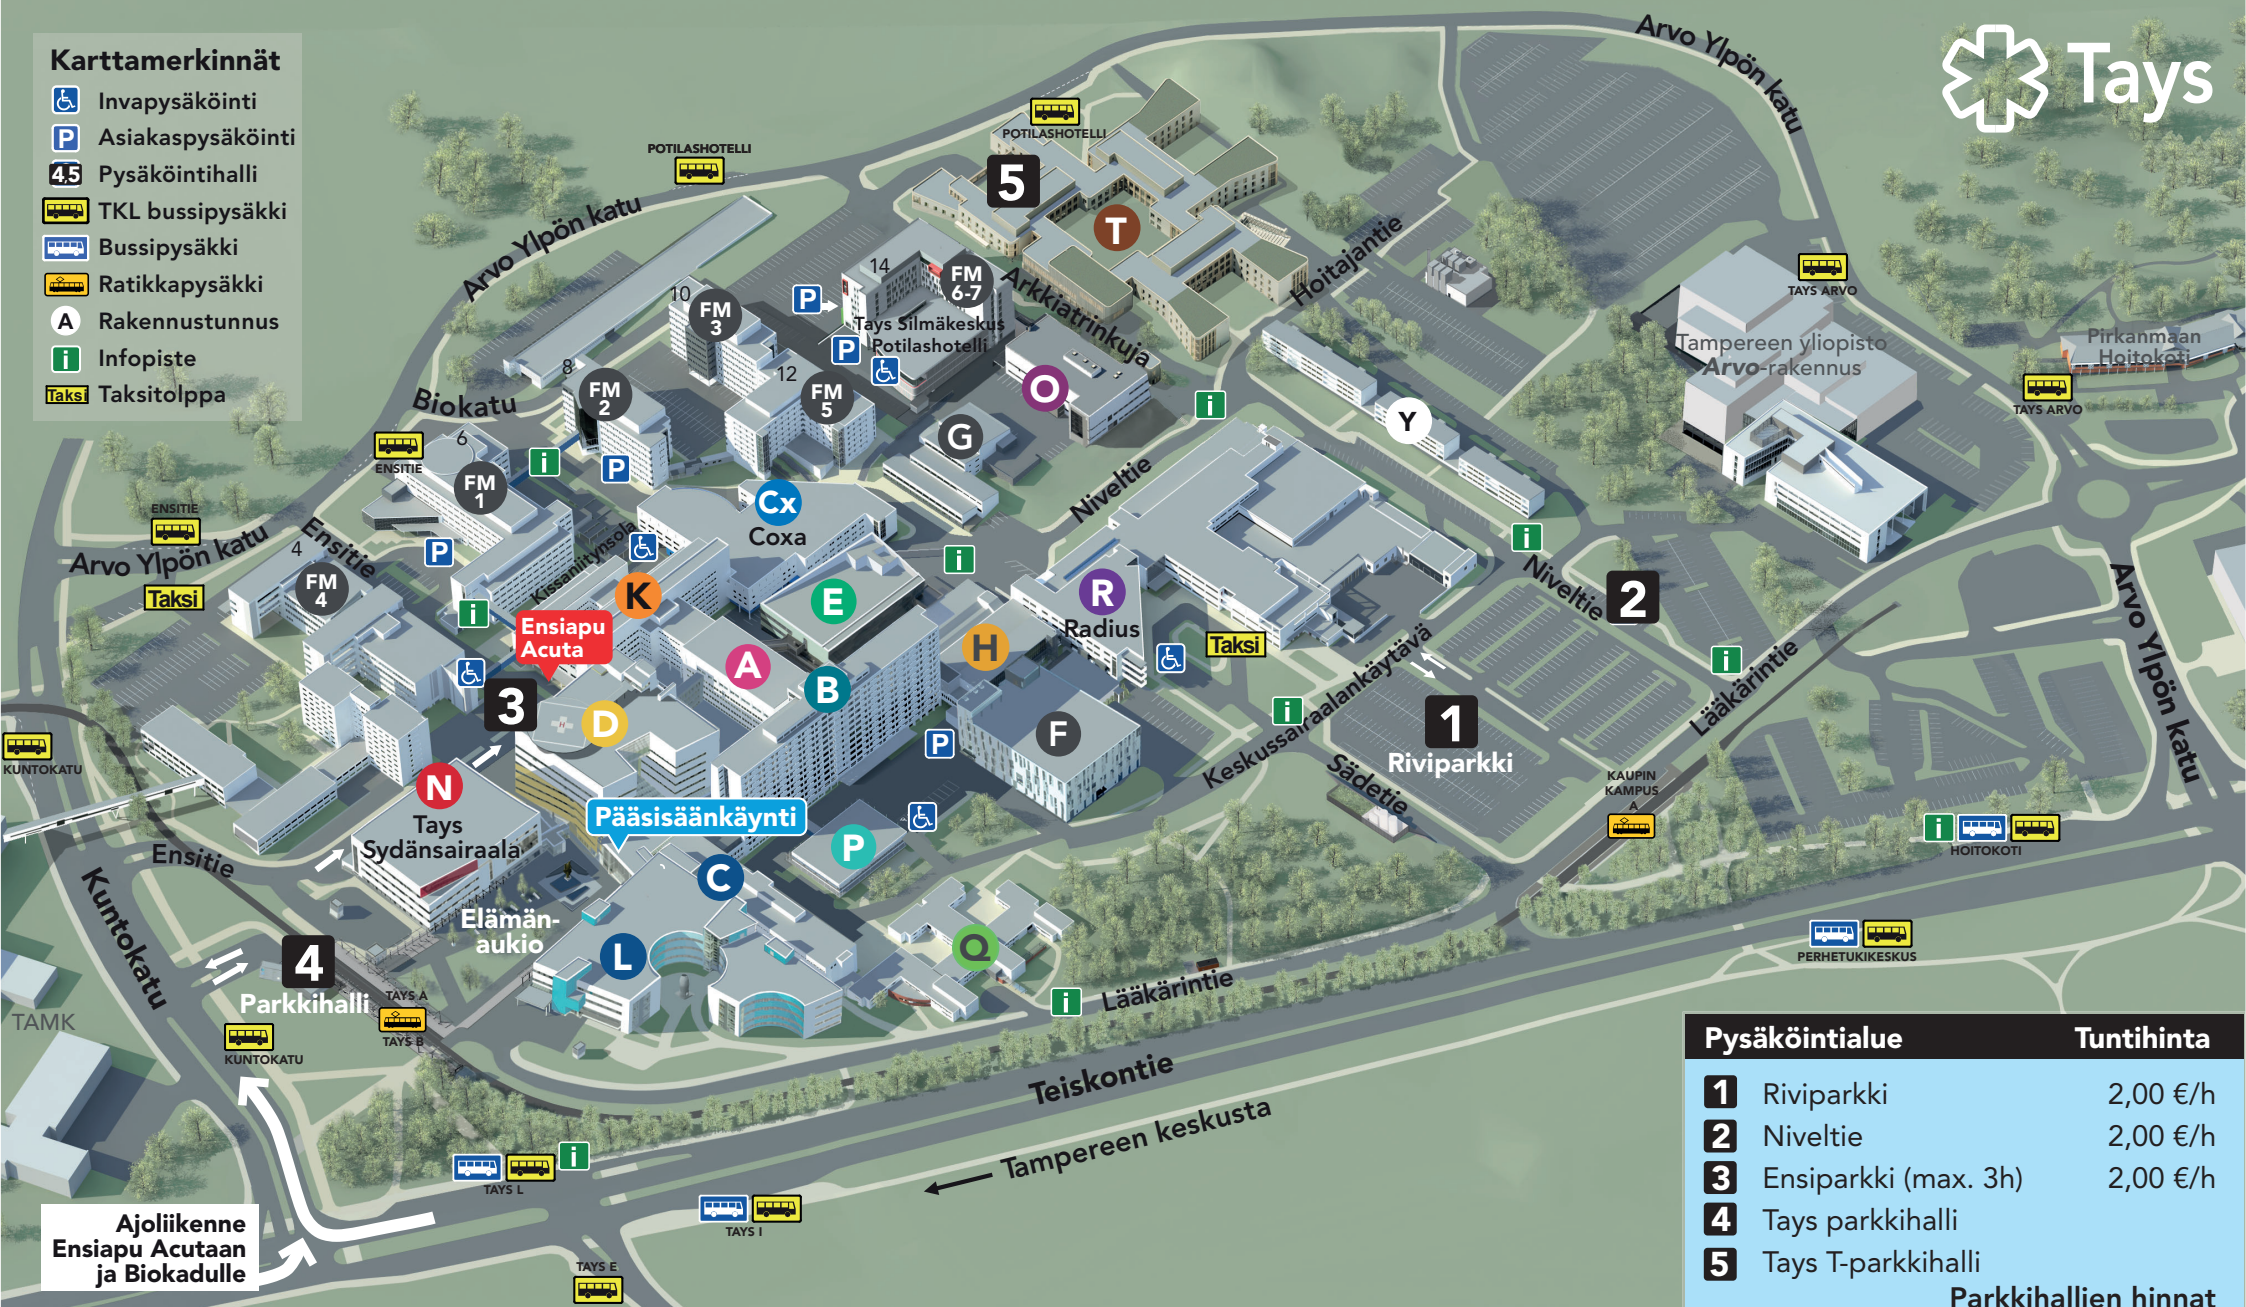 Karttamerkinnät
Invapysäköinti
P Asiakaspysäköinti
4,5 Pysäköintihalli
TKL bussipysäkki
Bussipysäkki
Ratikkapysäkki
A Rakennustunnus
i Infopiste
Taksi Taksitolppa
Tays
Arvo Ylpön katu
POTILASHOTELLI
POTILASHOTELLI
5
T
Arvo Ylpön katu
Hoitajantie
Arkkiatrinkuja
14
FM
6-7
P
Tays Silmäkeskus
Potilashotelli
P
10
FM
3
1
12
FM
5
8
FM
2
O
G
i
Y
TAYS ARVO
Tampereen yliopisto
Arvo-rakennus
Pirkanmaan
Hoitokoti
TAYS ARVO
Biokatu
ENSITIE
6
i
P
FM
1
ENSITIE
Arvo Ylpön katu
Ensitie
4
FM
4
P
Taksi
Kissaniitynsola
Cx
Coxa
Niveltie
i
i
Niveltie
2
i
Lääkärintie
Arvo Ylpön katu
K
E
R
Radius
H
Taksi
i
Ensiapu
Acuta
A
B
D
3
i
F
P
Keskussairaalankäytävä
1
Riviparkki
Sädetie
KAUPIN
KAMPUS
A
i
HOITOKOTI
KUNTOKATU
N
Tays
Sydänsairaala
Pääsisäänkäynti
P
C
L
Q
Elämän-
aukio
Ensitie
Kuntokatu
4
Parkkihalli
TAYS A
TAYS B
TAMK
KUNTOKATU
i
Lääkärintie
PERHETUKIKESKUS
Teiskontie
Tampereen keskusta
i
TAYS L
TAYS I
TAYS E
Ajoliikenne
Ensiapu Acutaan
ja Biokadulle
Pysäköintialue Tuntihinta
1 Riviparkki 2,00 €/h
2 Niveltie 2,00 €/h
3 Ensiparkki (max. 3h) 2,00 €/h
4 Tays parkkihalli
5 Tays T-parkkihalli
Parkkihallien hinnat